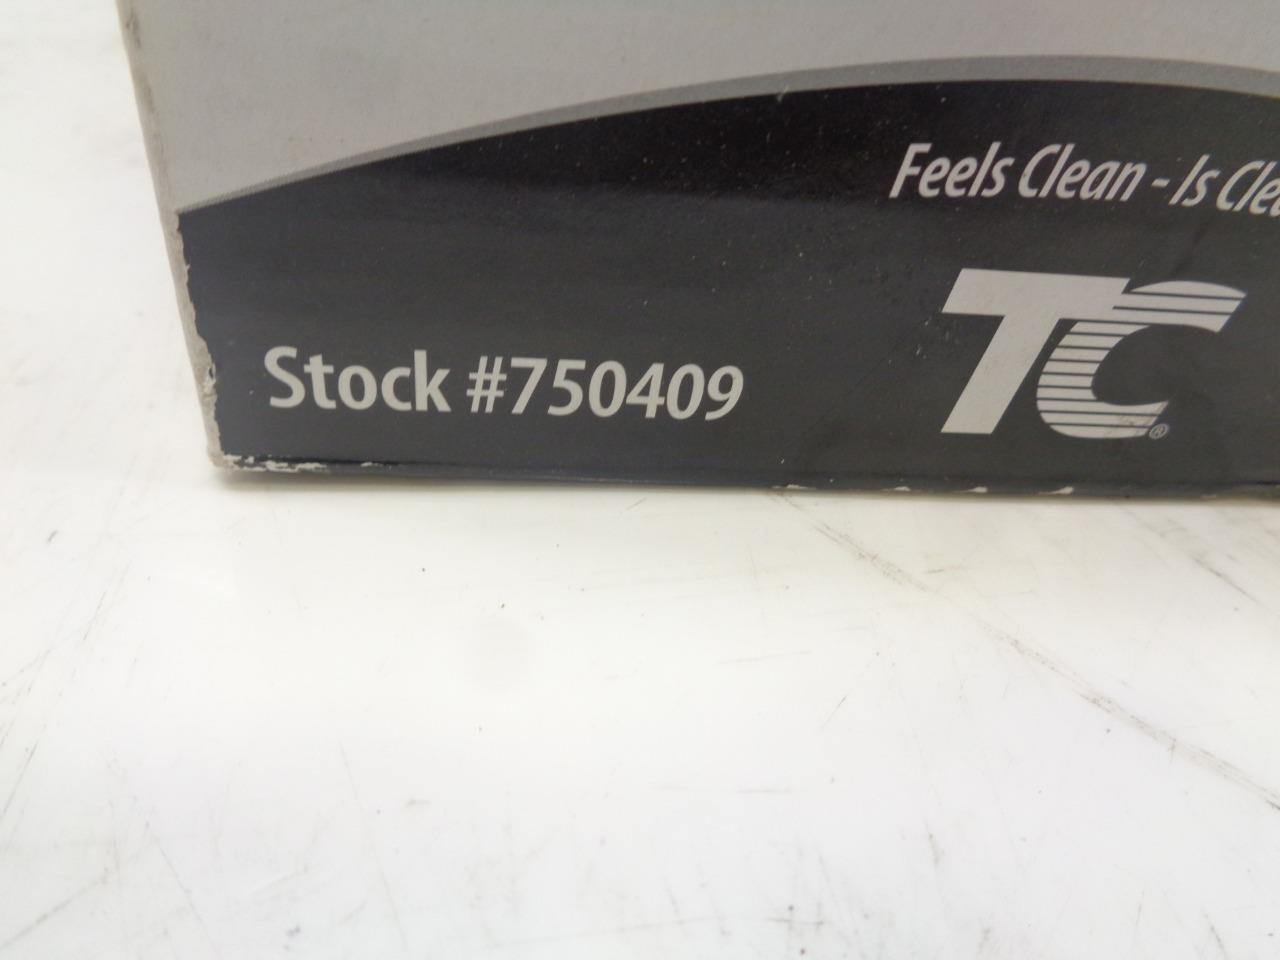 Feels Clean - Is
Stock #750409
TC®